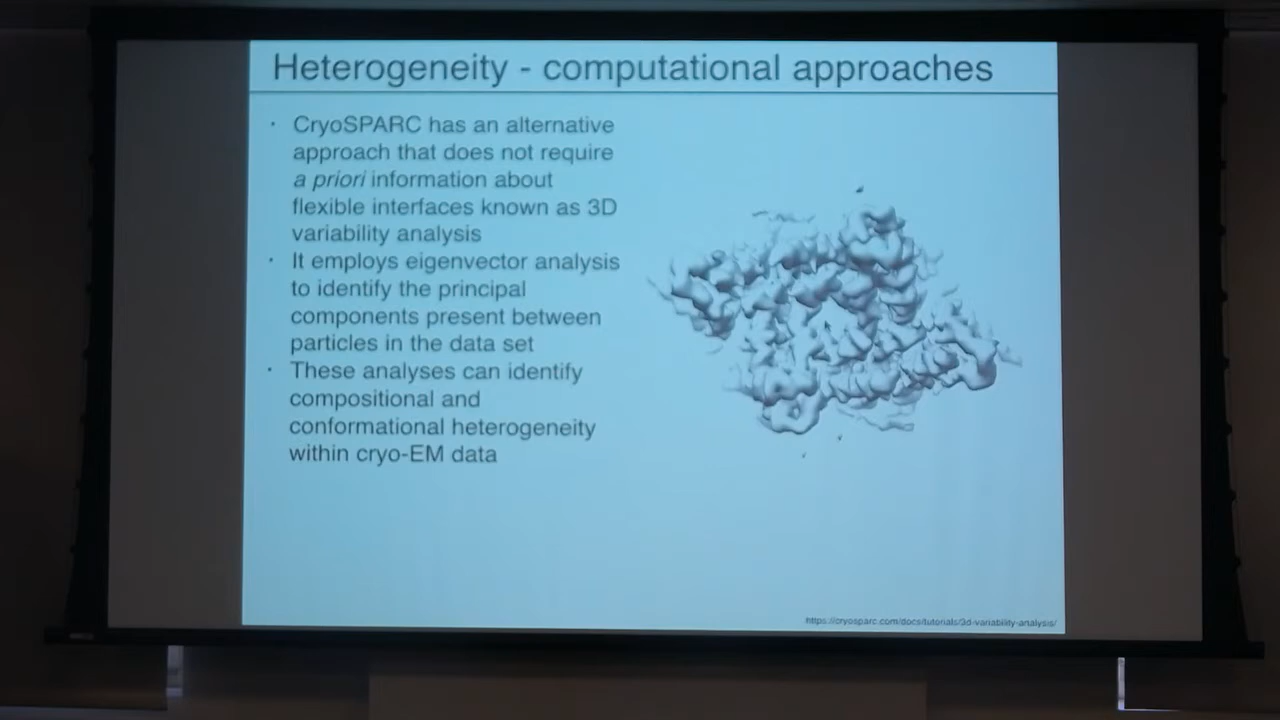 Heterogeneity - computational approaches
· CryoSPARC has an alternative
approach that does not require
a priori information about
flexible interfaces known as 3D
variability analysis
· It employs eigenvector analysis
to identify the principal
components present between
particles in the data set
· These analyses can identify
compositional and
conformational heterogeneity
within cryo-EM data
https://cryosparc.com/docs/tutorials/3d-variability-analysis/